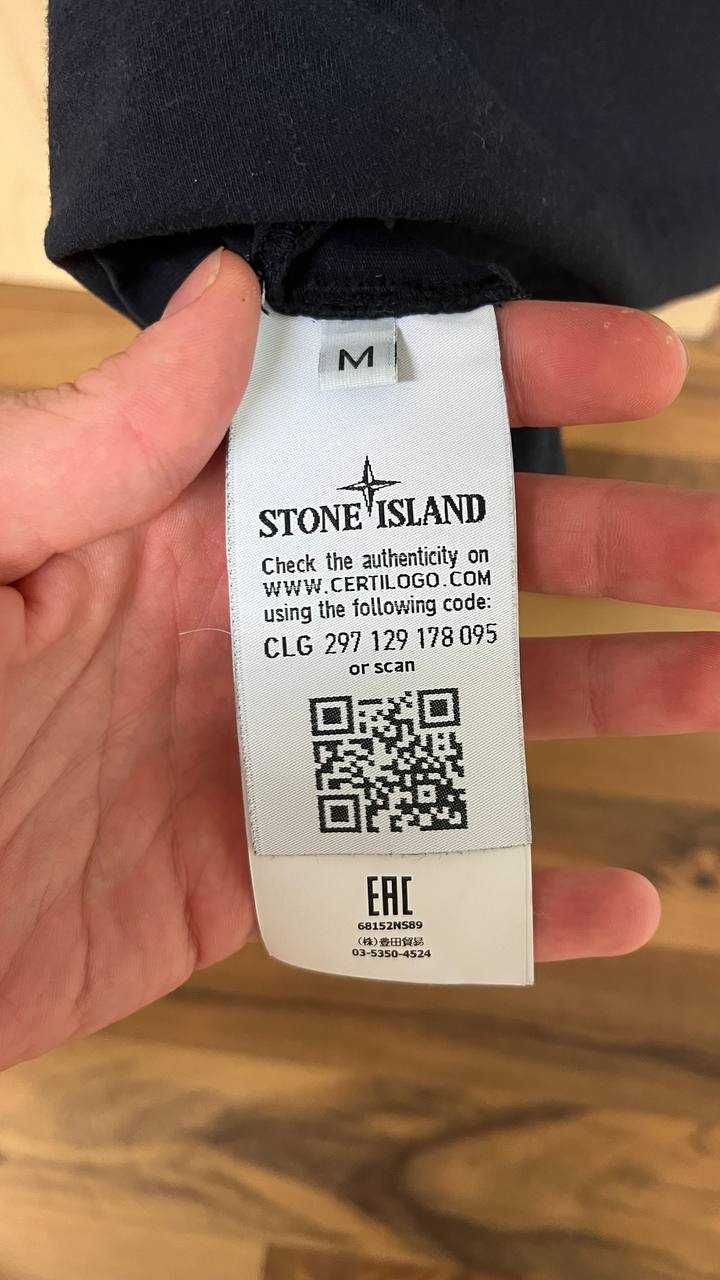 M
STONE ISLAND
Check the authenticity on
WWW.CERTILOGO.COM
using the following code:
CLG 297 129 178 095
or scan
EAC
68152NS89
(株)豊田貿易
03-5350-4524